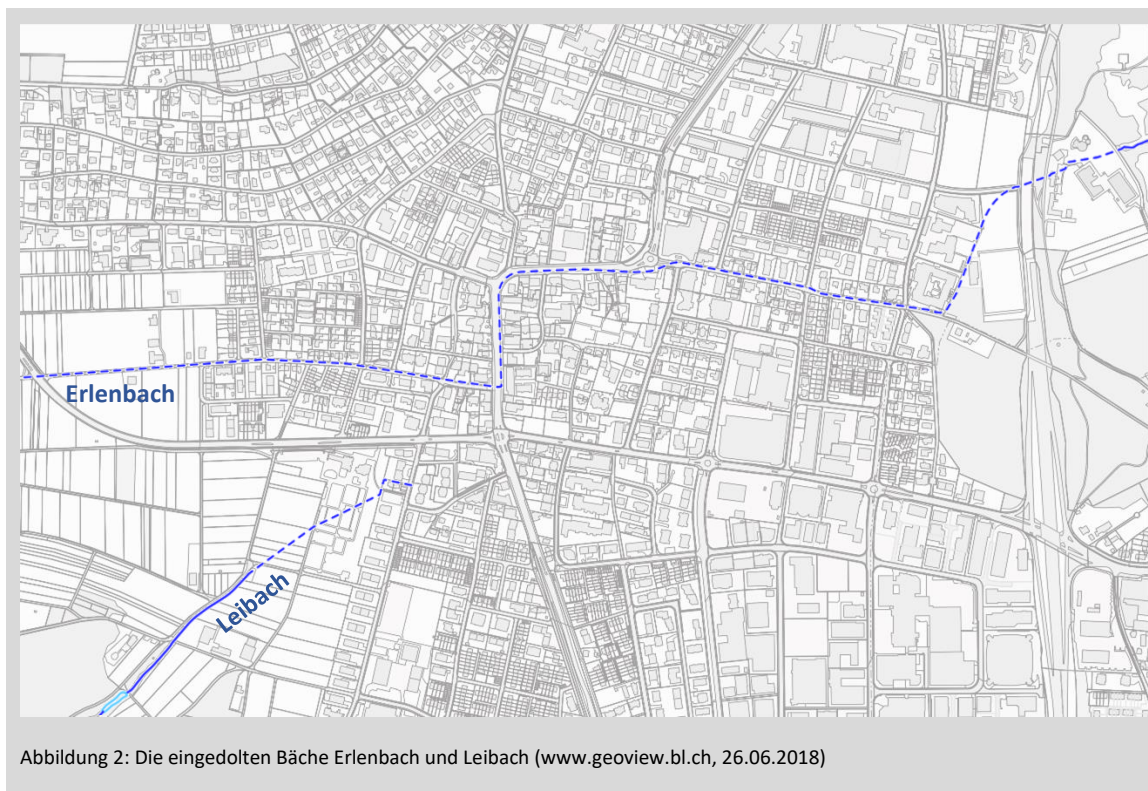 Erlenbach
Leibach
Abbildung 2: Die eingedolten Bäche Erlenbach und Leibach (www.geoview.bl.ch, 26.06.2018)